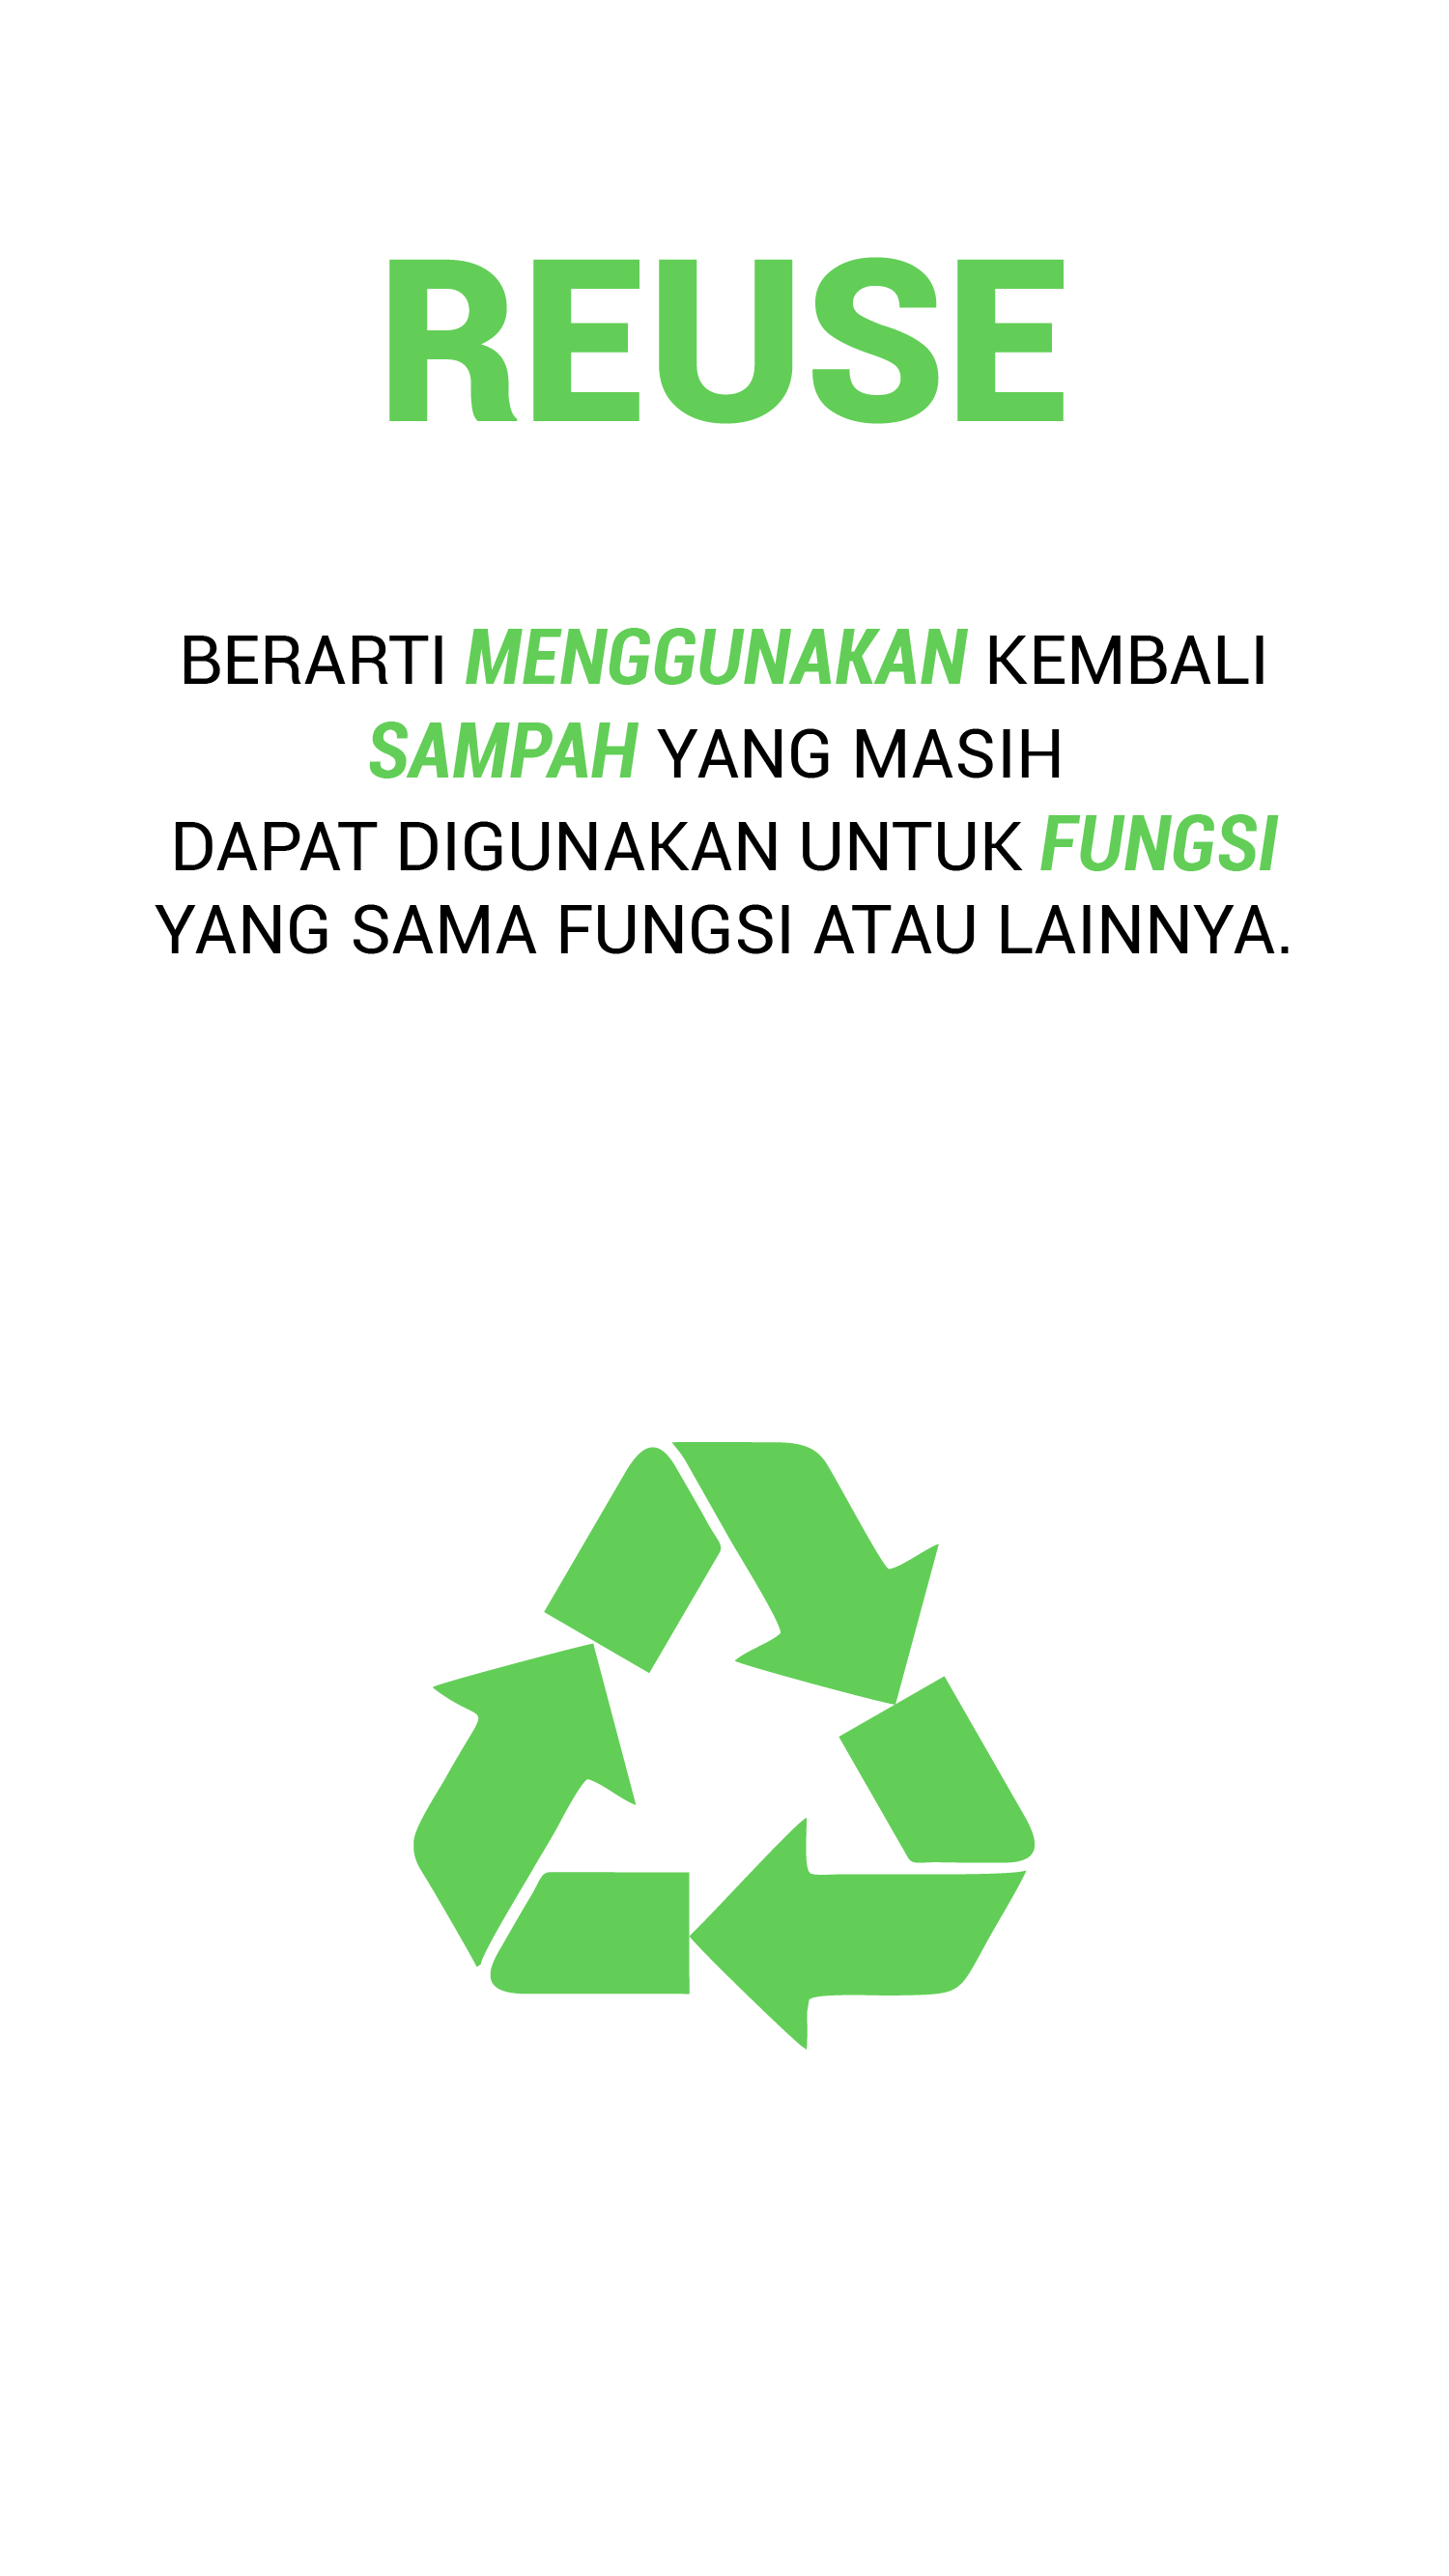 REUSE
BERARTI MENGGUNAKAN KEMBALI
SAMPAH YANG MASIH
DAPAT DIGUNAKAN UNTUK FUNGSI
YANG SAMA FUNGSI ATAU LAINNYA.